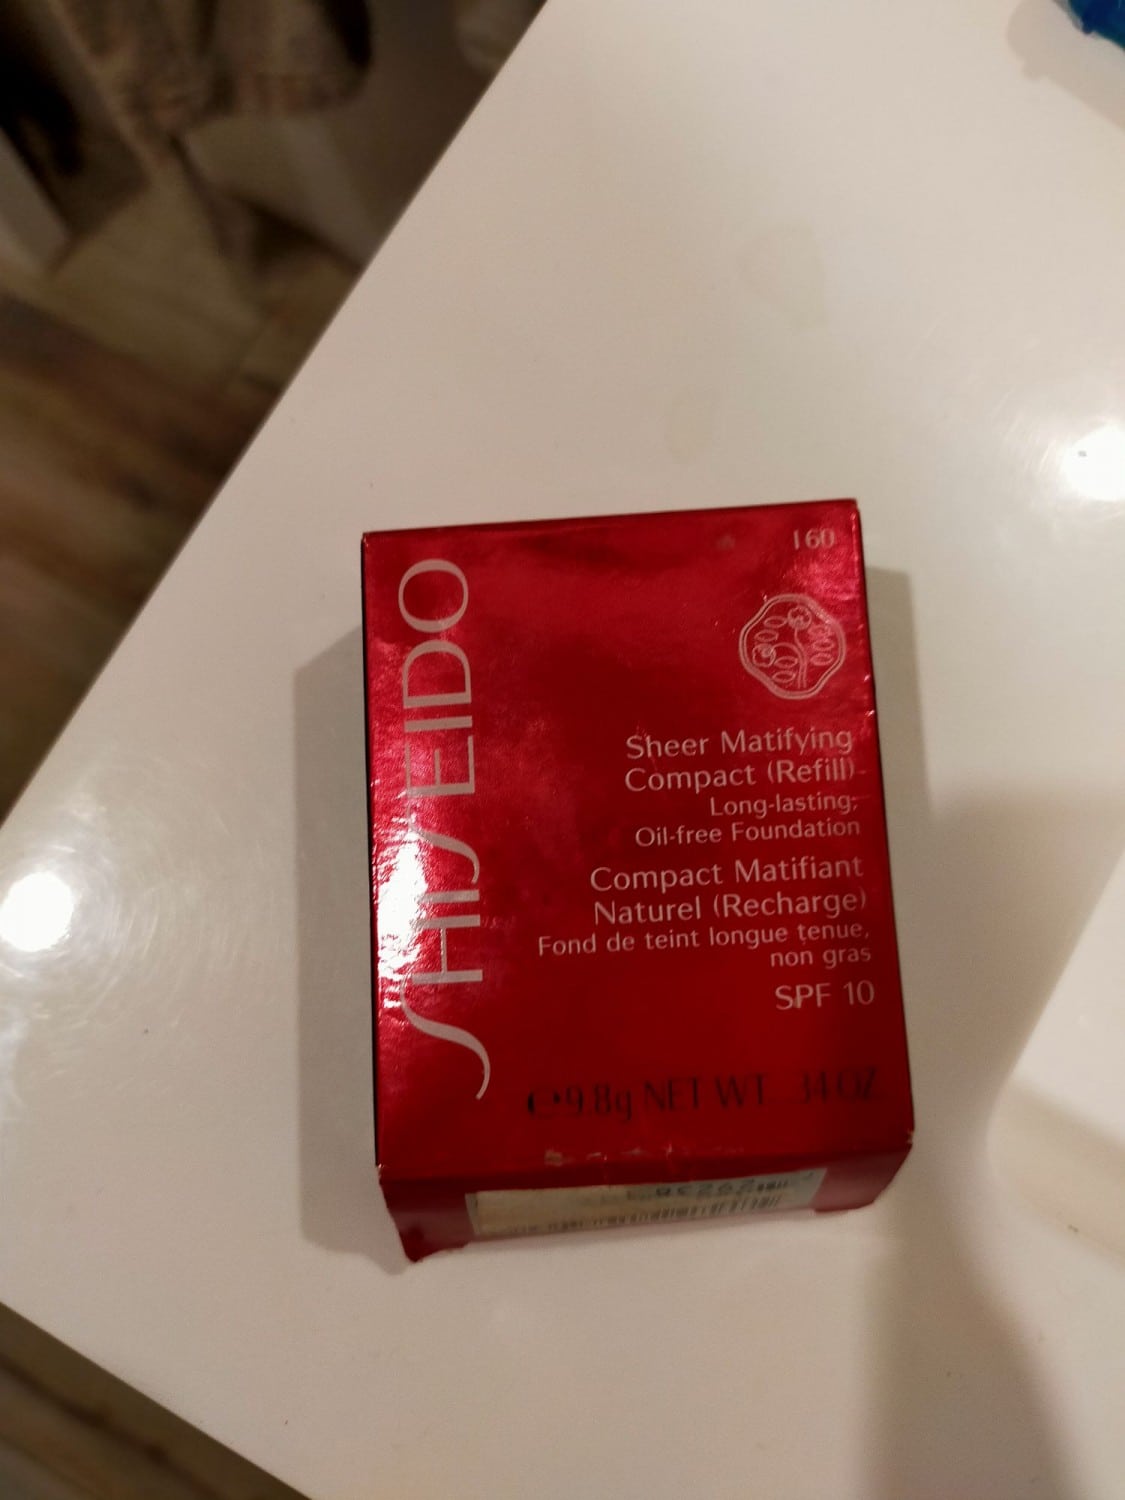 I60
SHISEIDO
Sheer Matifying
Compact (Refill)
Long-lasting,
Oil-free Foundation
Compact Matifiant
Naturel (Recharge)
Fond de teint longue tenue,
non gras
SPF 10
℮9.8g NET WT .34 OZ